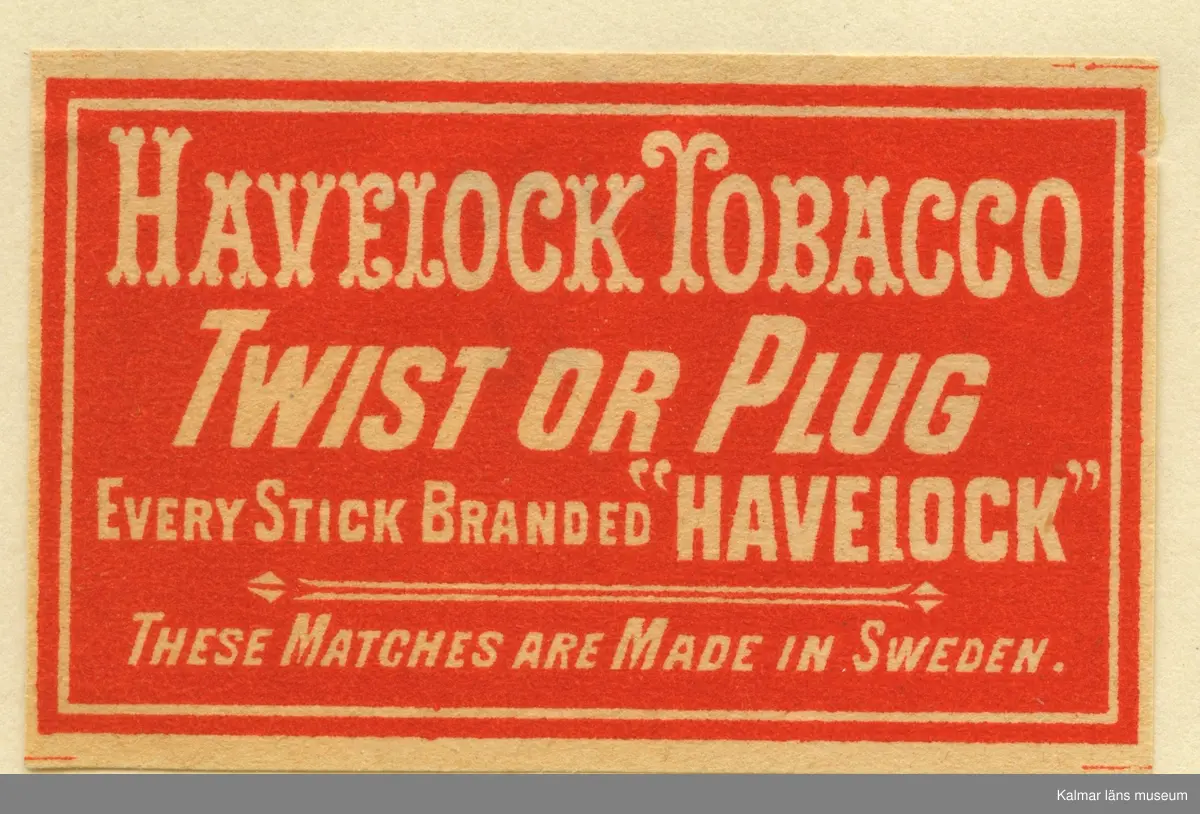 HAVELOCK TOBACCO
TWIST OR PLUG
EVERY STICK BRANDED "HAVELOCK"
THESE MATCHES ARE MADE IN SWEDEN.
Kalmar läns museum